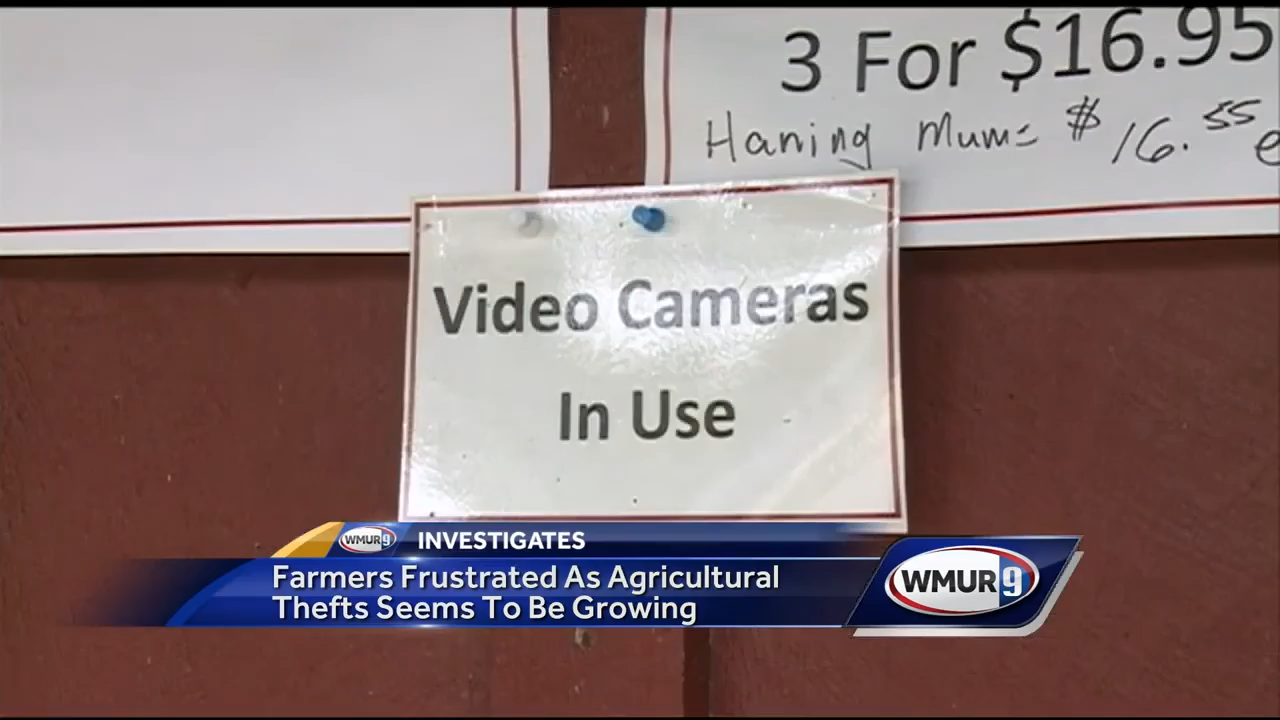 3 For $16.95
Haning Mums $16.55 e
Video Cameras
In Use
WMUR 9 INVESTIGATES
Farmers Frustrated As Agricultural
Thefts Seems To Be Growing
WMUR 9